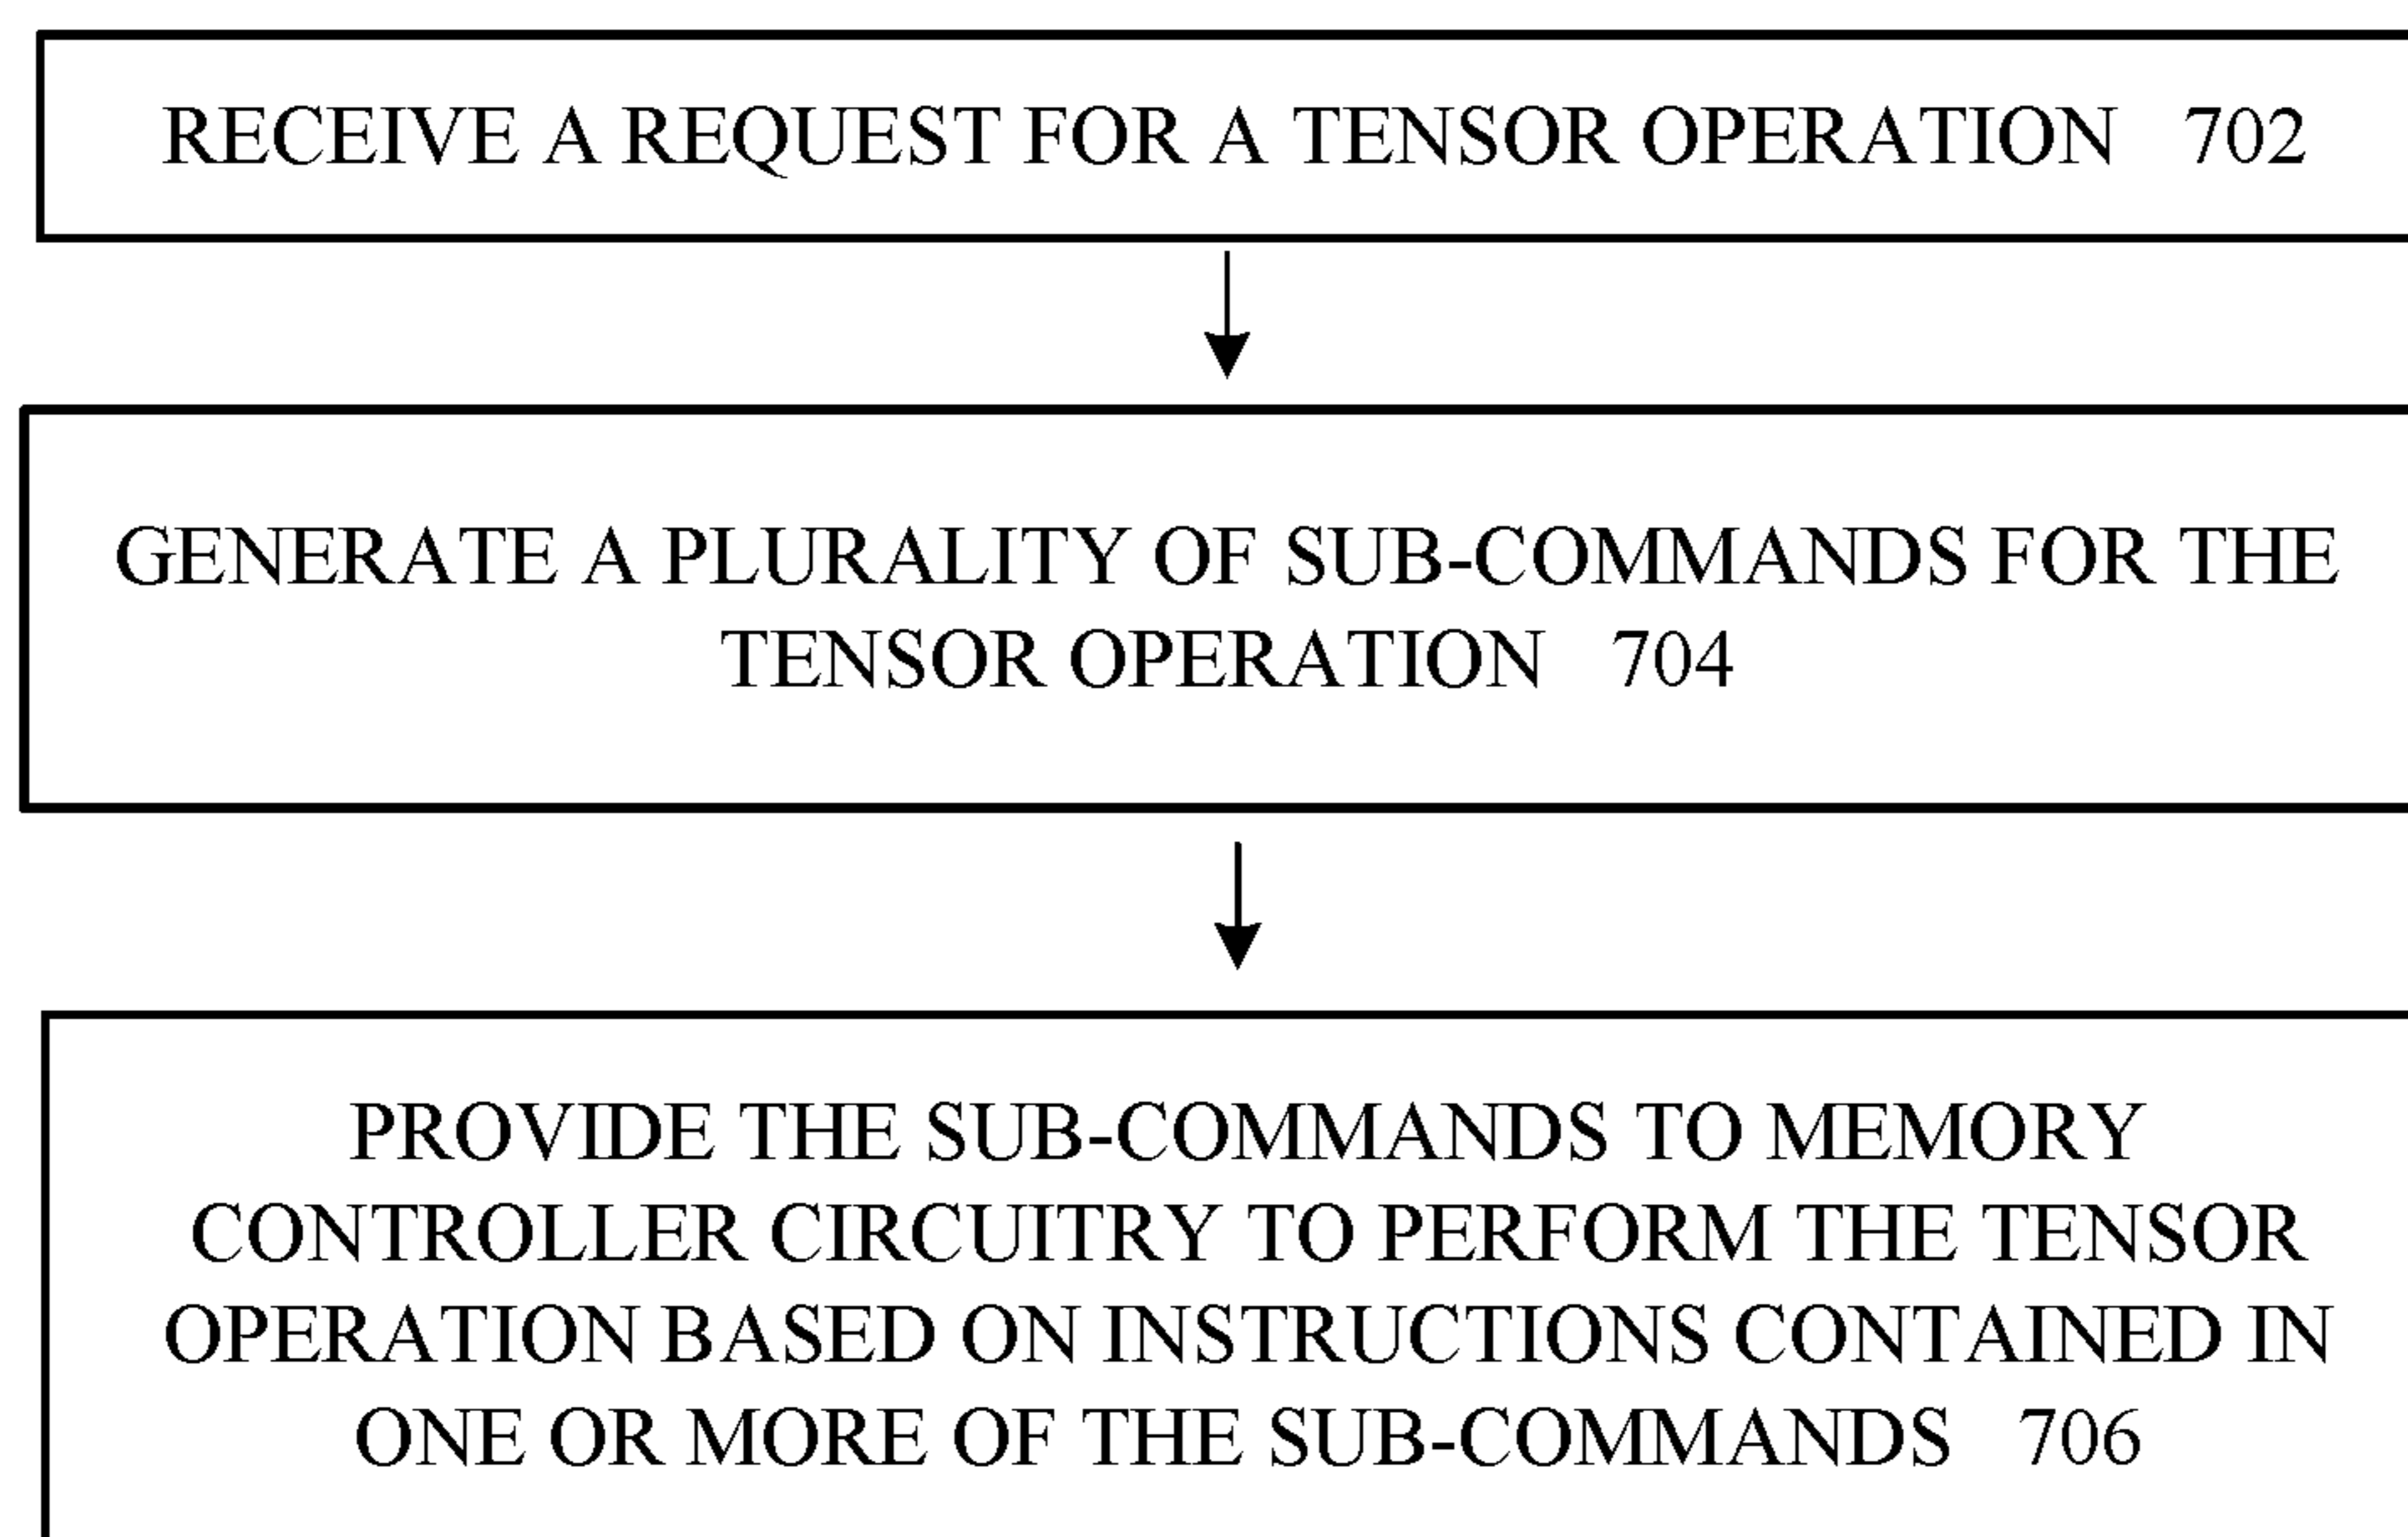 RECEIVE A REQUEST FOR A TENSOR OPERATION 702
GENERATE A PLURALITY OF SUB-COMMANDS FOR THE
TENSOR OPERATION 704
PROVIDE THE SUB-COMMANDS TO MEMORY
CONTROLLER CIRCUITRY TO PERFORM THE TENSOR
OPERATION BASED ON INSTRUCTIONS CONTAINED IN
ONE OR MORE OF THE SUB-COMMANDS 706